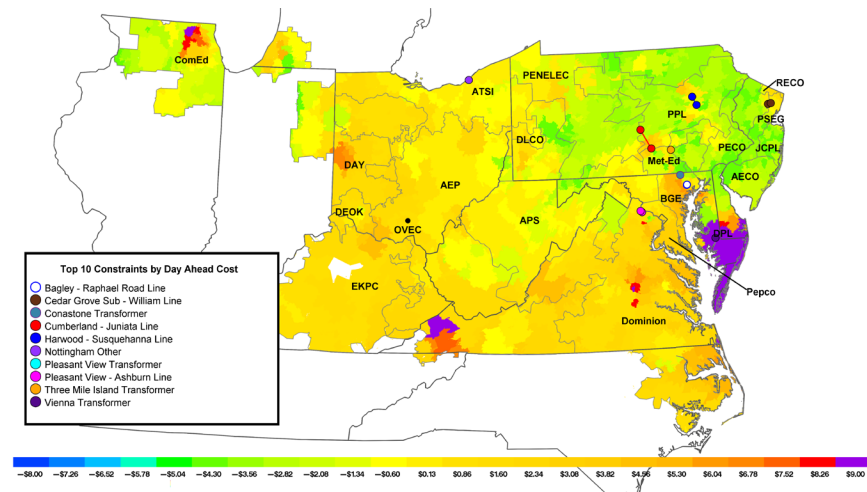 ComEd
ATSI
PENELEC
RECO
PPL
PSEG
DLCO
Met-Ed
PECO
JCPL
DAY
AEP
AECO
BGE
DEOK
OVEC
APS
DPL
EKPC
Pepco
Dominion
Top 10 Constraints by Day Ahead Cost
Bagley - Raphael Road Line
Cedar Grove Sub - William Line
Conastone Transformer
Cumberland - Juniata Line
Harwood - Susquehanna Line
Nottingham Other
Pleasant View Transformer
Pleasant View - Ashburn Line
Three Mile Island Transformer
Vienna Transformer
—$8.00 —$7.26 —$6.52 —$5.78 —$5.04 —$4.30 —$3.56 —$2.82 —$2.08 —$1.34 —$0.60 $0.13 $0.86 $1.60 $2.34 $3.08 $3.82 $4.56 $5.30 $6.04 $6.78 $7.52 $8.26 $9.00